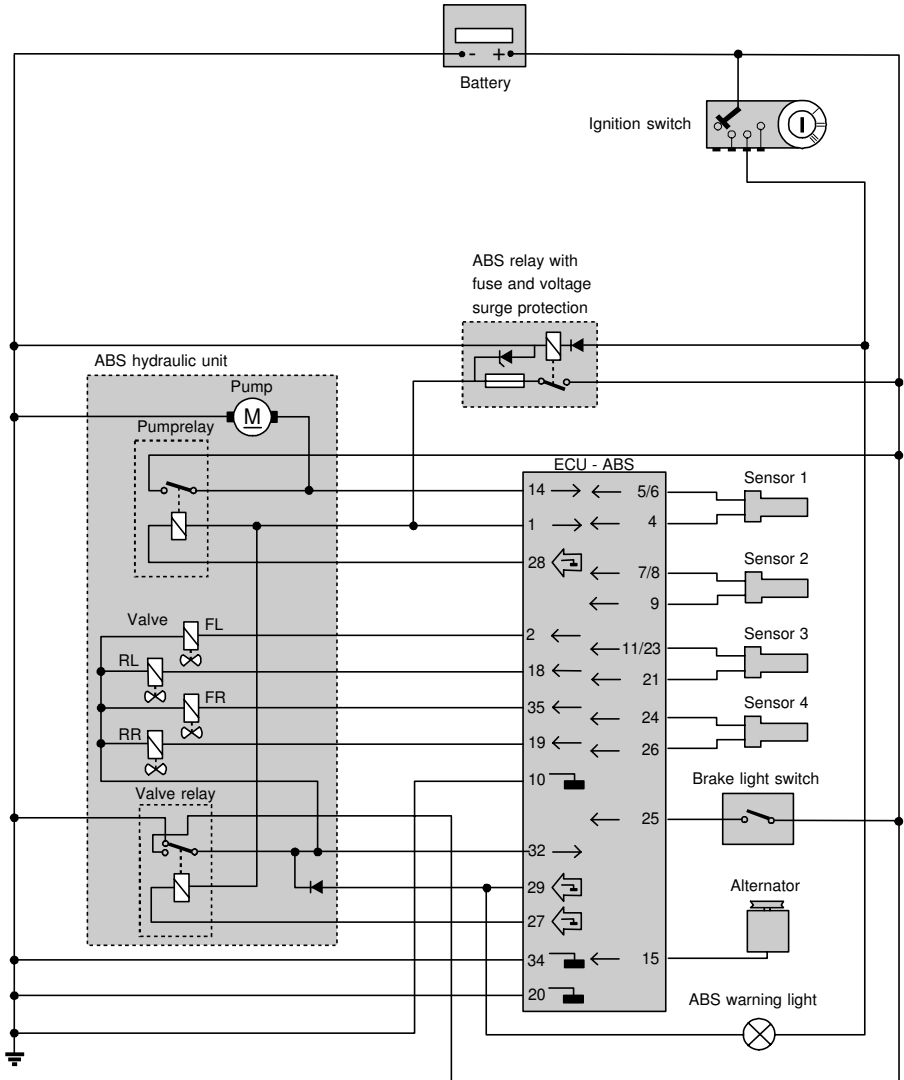 - +
Battery
Ignition switch
ABS relay with
fuse and voltage
surge protection
ABS hydraulic unit
Pump
M
Pumprelay
ECU - ABS
14
5/6
Sensor 1
1
4
28
7/8
Sensor 2
9
Valve
FL
2
11/23
Sensor 3
RL
18
21
FR
35
24
Sensor 4
RR
19
26
10
Brake light switch
Valve relay
25
32
29
Alternator
27
34
15
20
ABS warning light